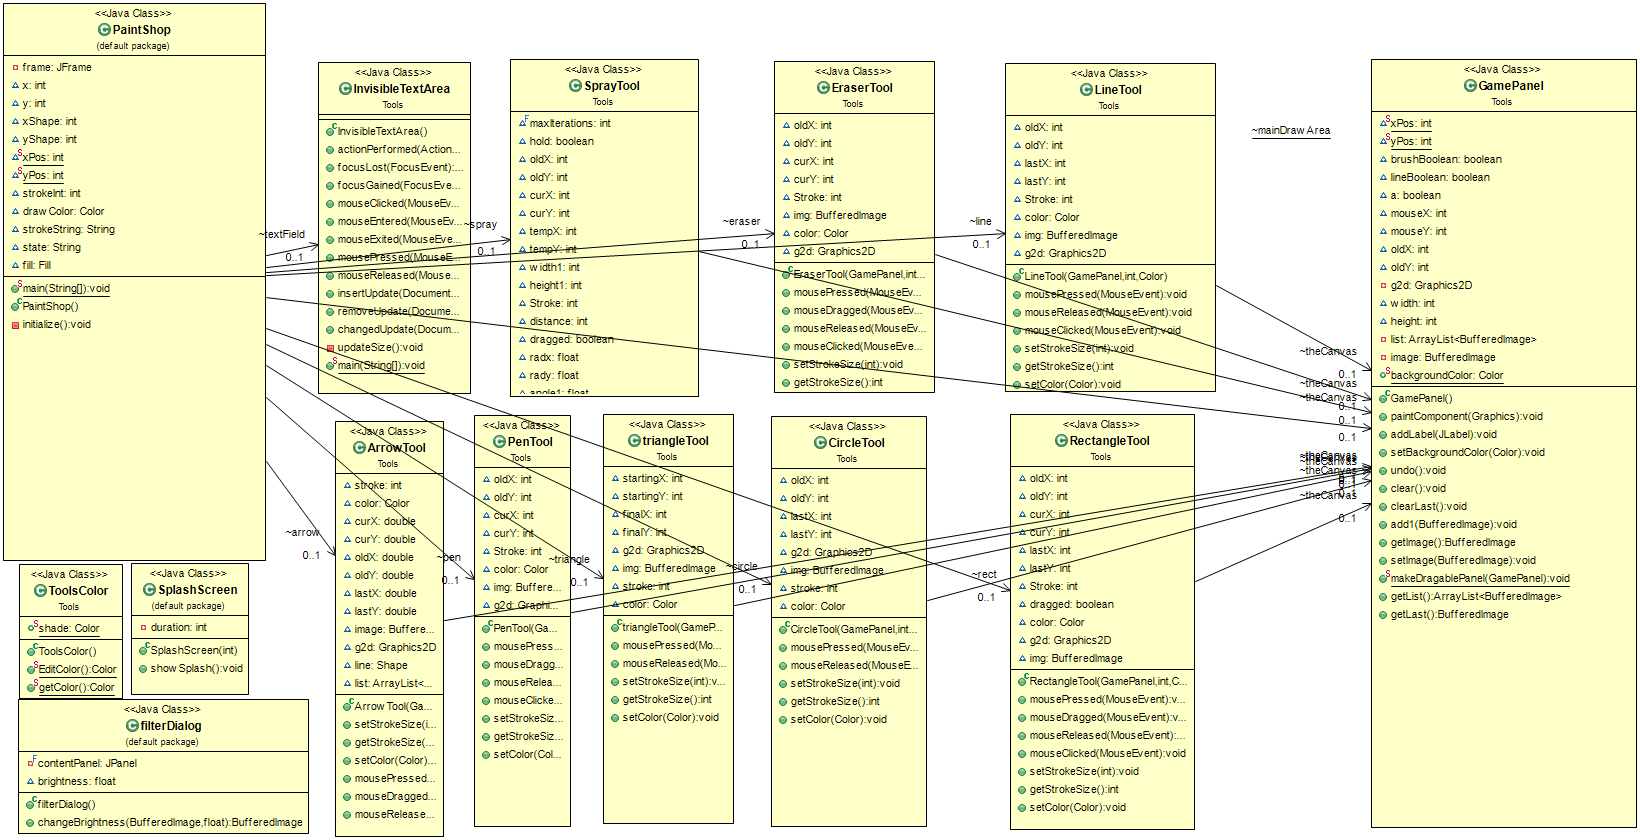 <<Java Class>>
PaintShop
(default package)
frame: JFrame
x: int
y: int
xShape: int
yShape: int
xPos: int
yPos: int
strokeInt: int
drawColor: Color
strokeString: String
state: String
fill: Fill
main(String[]):void
PaintShop()
initialize():void
<<Java Class>>
InvisibleTextArea
Tools
InvisibleTextArea()
actionPerformed(Action...
focusLost(FocusEvent):...
focusGained(FocusEve...
mouseClicked(MouseEv...
mouseEntered(MouseEv...
mouseExited(MouseEve...
mousePressed(MouseE...
mouseReleased(Mouse...
insertUpdate(Document...
removeUpdate(Docume...
changedUpdate(Docum...
updateSize():void
main(String[]):void
<<Java Class>>
SprayTool
Tools
maxIterations: int
hold: boolean
oldX: int
oldY: int
curX: int
curY: int
tempX: int
tempY: int
width1: int
height1: int
Stroke: int
distance: int
dragged: boolean
radx: float
rady: float
angle1: float
<<Java Class>>
EraserTool
Tools
oldX: int
oldY: int
curX: int
curY: int
Stroke: int
img: BufferedImage
color: Color
g2d: Graphics2D
EraserTool(GamePanel,int...
mousePressed(MouseEv...
mouseDragged(MouseEv...
mouseReleased(MouseE...
mouseClicked(MouseEve...
setStrokeSize(int):void
getStrokeSize():int
<<Java Class>>
LineTool
Tools
oldX: int
oldY: int
lastX: int
lastY: int
Stroke: int
color: Color
img: BufferedImage
g2d: Graphics2D
LineTool(GamePanel,int,Color)
mousePressed(MouseEvent):void
mouseReleased(MouseEvent):void
mouseClicked(MouseEvent):void
setStrokeSize(int):void
getStrokeSize():int
setColor(Color):void
~mainDrawArea
<<Java Class>>
GamePanel
Tools
xPos: int
yPos: int
brushBoolean: boolean
lineBoolean: boolean
a: boolean
mouseX: int
mouseY: int
oldX: int
oldY: int
g2d: Graphics2D
width: int
height: int
list: ArrayList<BufferedImage>
image: BufferedImage
backgroundColor: Color
GamePanel()
paintComponent(Graphics):void
addLabel(JLabel):void
setBackgroundColor(Color):void
undo():void
clear():void
clearLast():void
add1(BufferedImage):void
getImage():BufferedImage
setImage(BufferedImage):void
makeDragablePanel(GamePanel):void
getList():ArrayList<BufferedImage>
getLast():BufferedImage
~textField
0..1
~spray
0..1
~eraser
0..1
~line
0..1
~theCanvas
0..1
~theCanvas
0..1
~theCanvas
0..1
0..1
~theCanvas
~theCanvas
~theCanvas
0..1
~arrow
0..1
~pen
0..1
~triangle
0..1
~circle
0..1
~rect
0..1
<<Java Class>>
ArrowTool
Tools
stroke: int
color: Color
curX: double
curY: double
oldX: double
oldY: double
lastX: double
lastY: double
image: Buffere...
g2d: Graphics2D
line: Shape
list: ArrayList<...
ArrowTool(Ga...
setStrokeSize(i...
getStrokeSize(...
setColor(Color)...
mousePressed...
mouseDragged...
mouseRelease...
<<Java Class>>
PenTool
Tools
oldX: int
oldY: int
curX: int
curY: int
Stroke: int
color: Color
img: Buffere...
g2d: Graphi...
PenTool(Ga...
mousePress...
mouseDragg...
mouseRelea...
mouseClicke...
setStrokeSiz...
getStrokeSiz...
setColor(Col...
<<Java Class>>
triangleTool
Tools
startingX: int
startingY: int
finalX: int
finalY: int
g2d: Graphics2D
img: BufferedImage
stroke: int
color: Color
triangleTool(GameP...
mousePressed(Mo...
mouseReleased(Mo...
setStrokeSize(int):v...
getStrokeSize():int
setColor(Color):void
<<Java Class>>
CircleTool
Tools
oldX: int
oldY: int
lastX: int
lastY: int
g2d: Graphics2D
img: BufferedImage
stroke: int
color: Color
CircleTool(GamePanel,int...
mousePressed(MouseEv...
mouseReleased(MouseE...
setStrokeSize(int):void
getStrokeSize():int
setColor(Color):void
<<Java Class>>
RectangleTool
Tools
oldX: int
oldY: int
curX: int
curY: int
lastX: int
lastY: int
Stroke: int
dragged: boolean
color: Color
g2d: Graphics2D
img: BufferedImage
RectangleTool(GamePanel,int,C...
mousePressed(MouseEvent):v...
mouseDragged(MouseEvent):v...
mouseReleased(MouseEvent):...
mouseClicked(MouseEvent):void
setStrokeSize(int):void
getStrokeSize():int
setColor(Color):void
<<Java Class>>
ToolsColor
Tools
shade: Color
ToolsColor()
EditColor():Color
getColor():Color
<<Java Class>>
SplashScreen
(default package)
duration: int
SplashScreen(int)
showSplash():void
<<Java Class>>
filterDialog
(default package)
contentPanel: JPanel
brightness: float
filterDialog()
changeBrightness(BufferedImage,float):BufferedImage